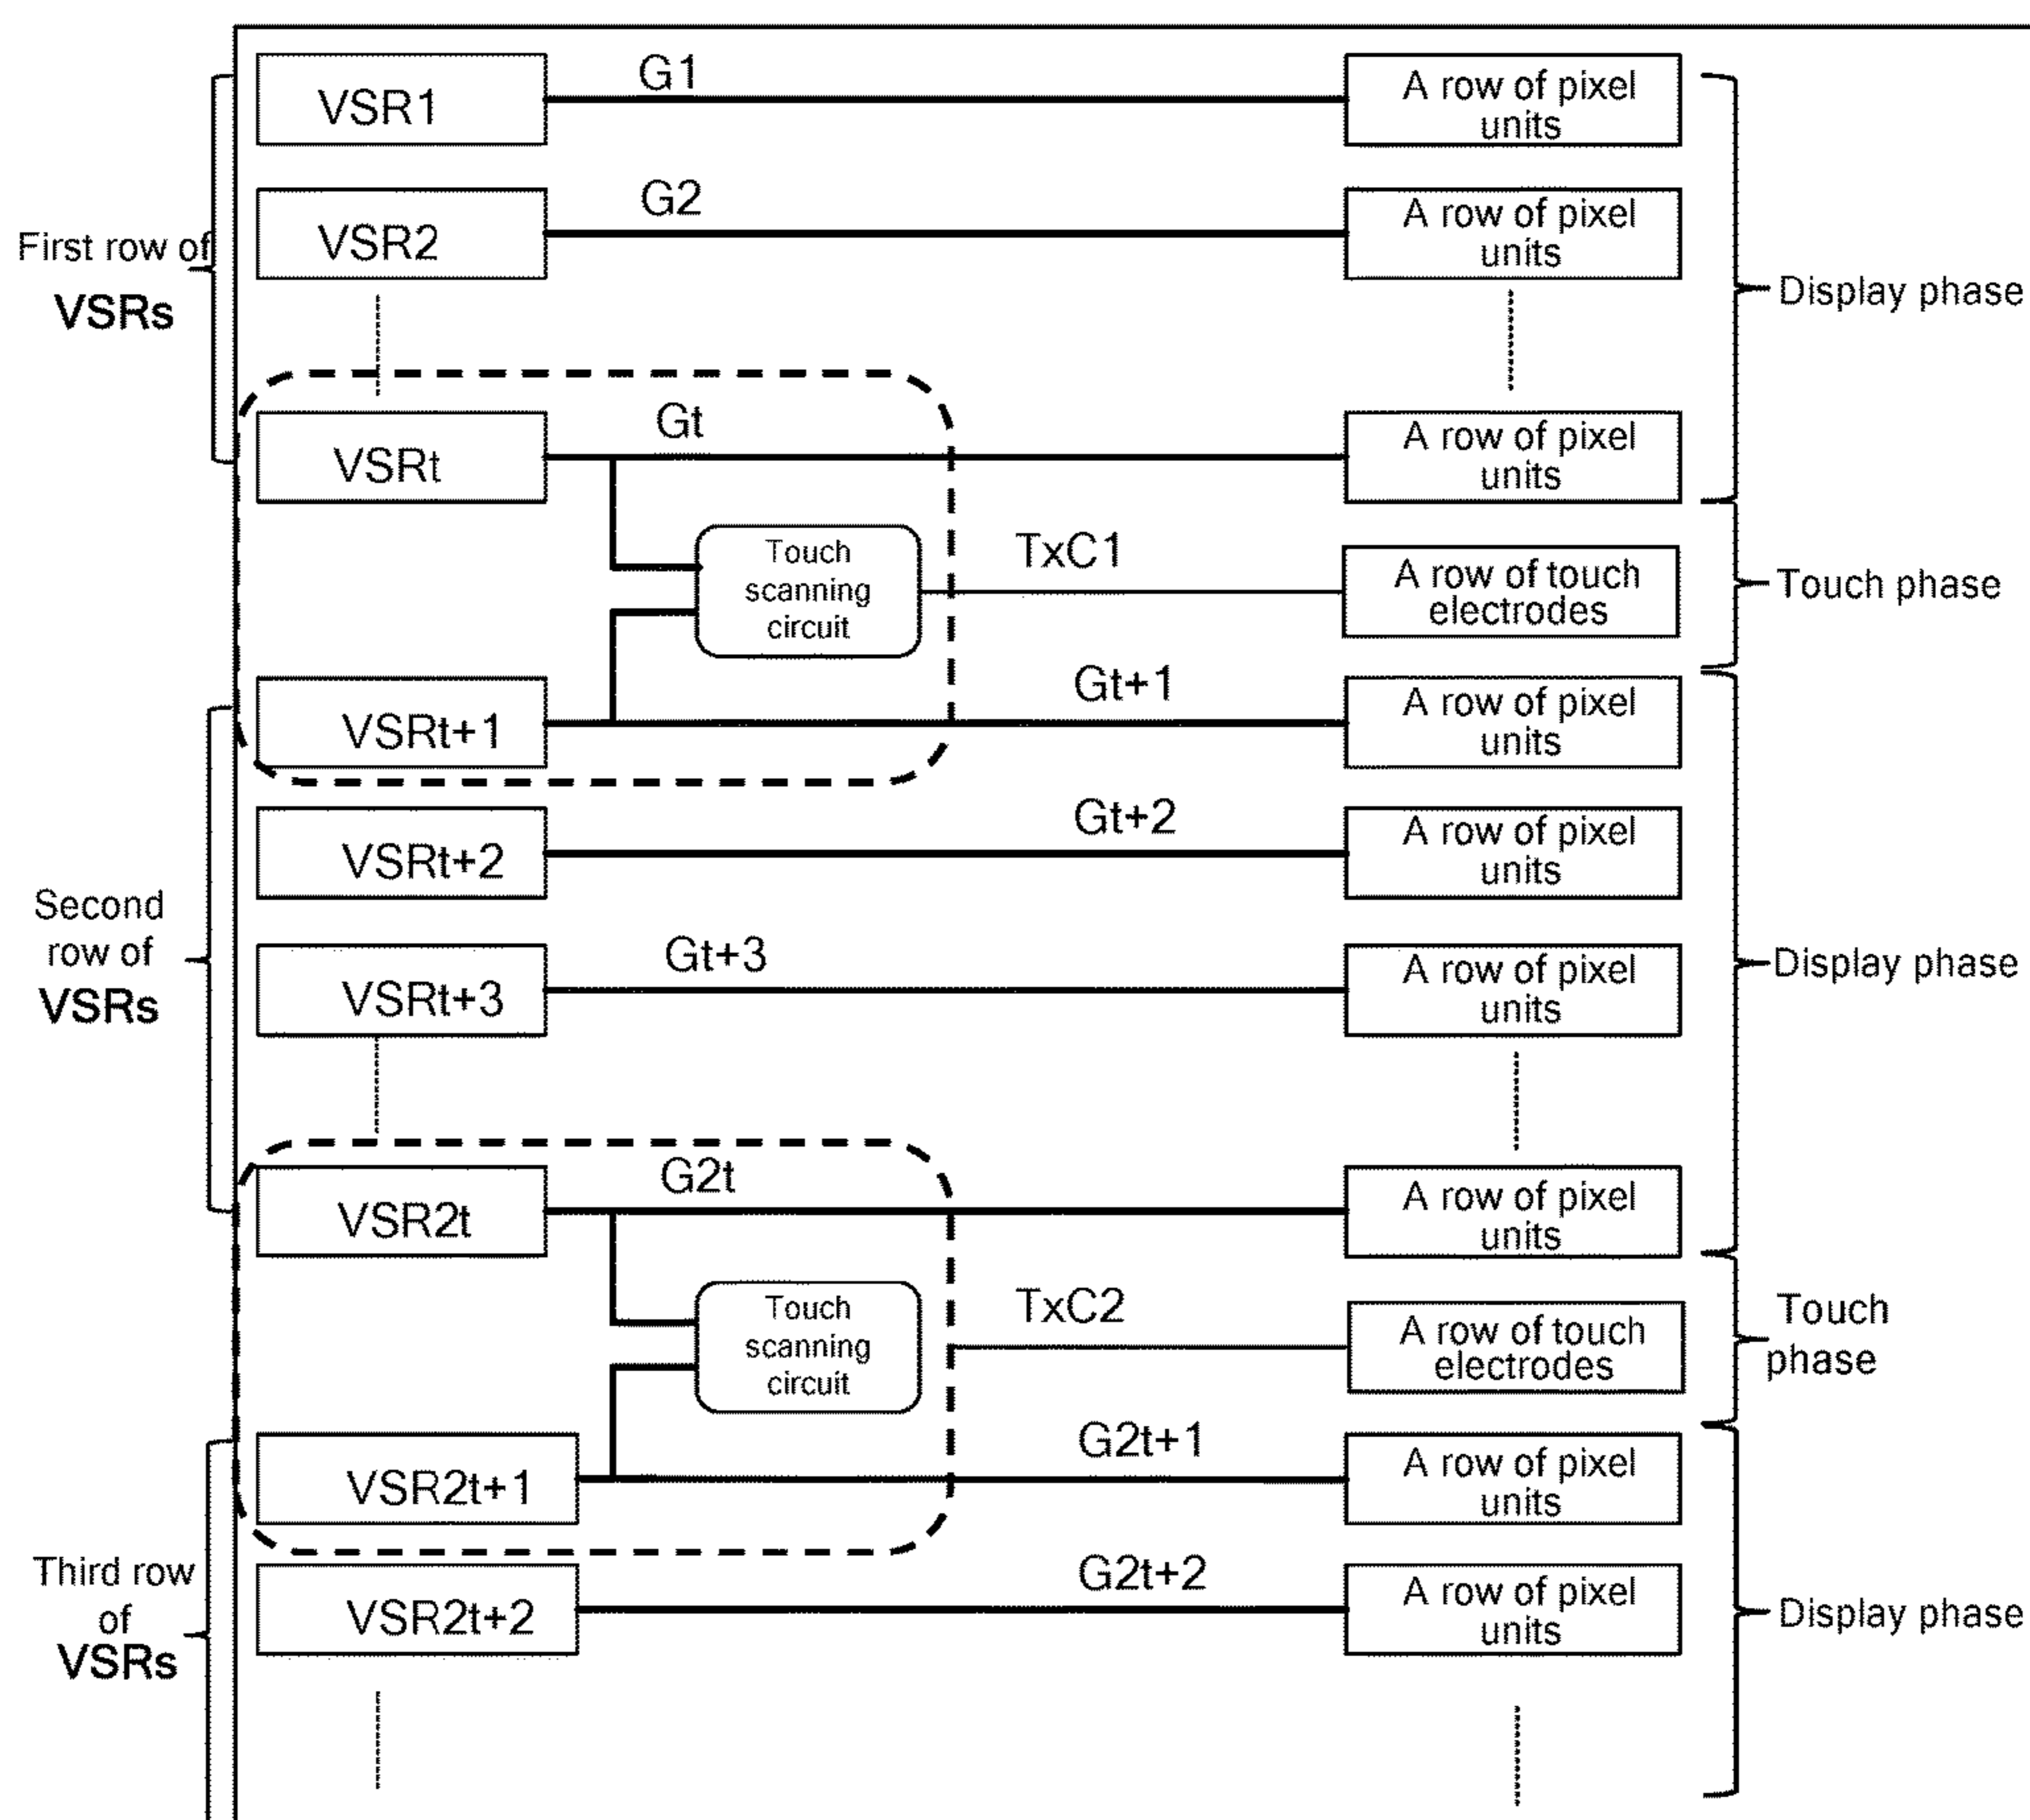 G1
VSR1
A row of pixel
units
G2
VSR2
A row of pixel
units
First row of
VSRs
Display phase
Gt
VSRt
A row of pixel
units
Touch
scanning
circuit
TxC1
A row of touch
electrodes
Touch phase
Gt+1
VSRt+1
A row of pixel
units
Gt+2
VSRt+2
A row of pixel
units
Second
row of
VSRs
Gt+3
VSRt+3
A row of pixel
units
Display phase
G2t
VSR2t
A row of pixel
units
Touch
scanning
circuit
TxC2
A row of touch
electrodes
Touch
phase
G2t+1
VSR2t+1
A row of pixel
units
Third row
of
VSRs
G2t+2
VSR2t+2
A row of pixel
units
Display phase